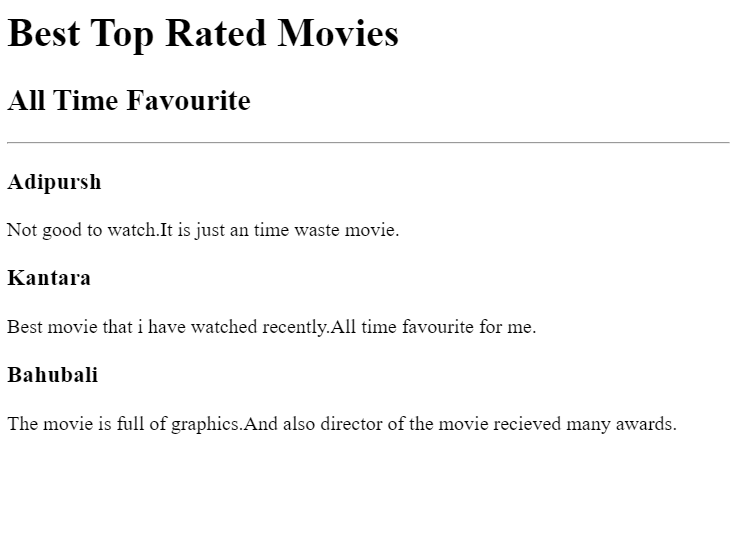 Best Top Rated Movies
All Time Favourite
Adipursh
Not good to watch.It is just an time waste movie.
Kantara
Best movie that i have watched recently.All time favourite for me.
Bahubali
The movie is full of graphics.And also director of the movie recieved many awards.